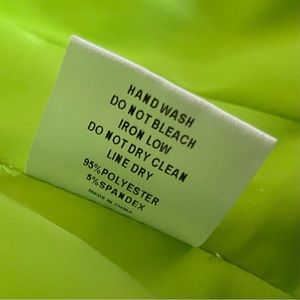 HAND WASH
DO NOT BLEACH
IRON LOW
DO NOT DRY CLEAN
LINE DRY
95%POLYESTER
5%SPANDEX
MADE IN CHINA